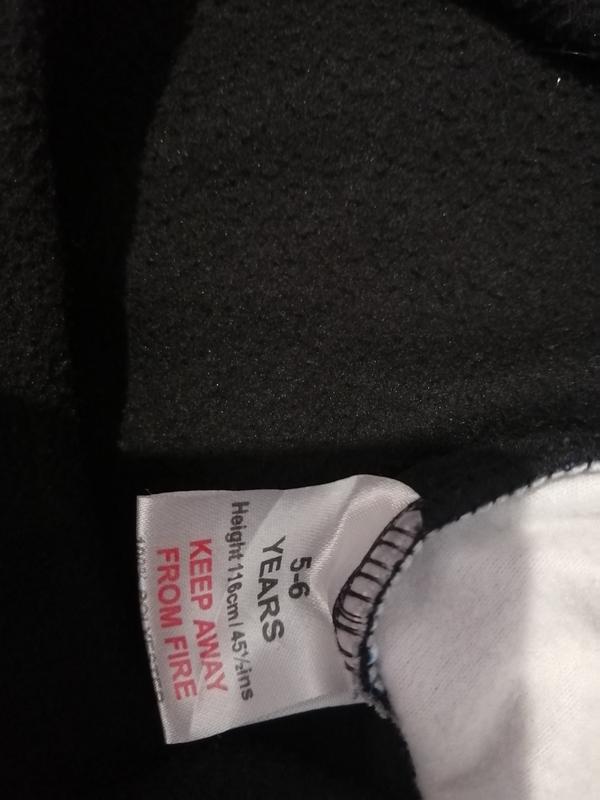 5-6
YEARS
Height 116cm / 45½ins
KEEP AWAY
FROM FIRE